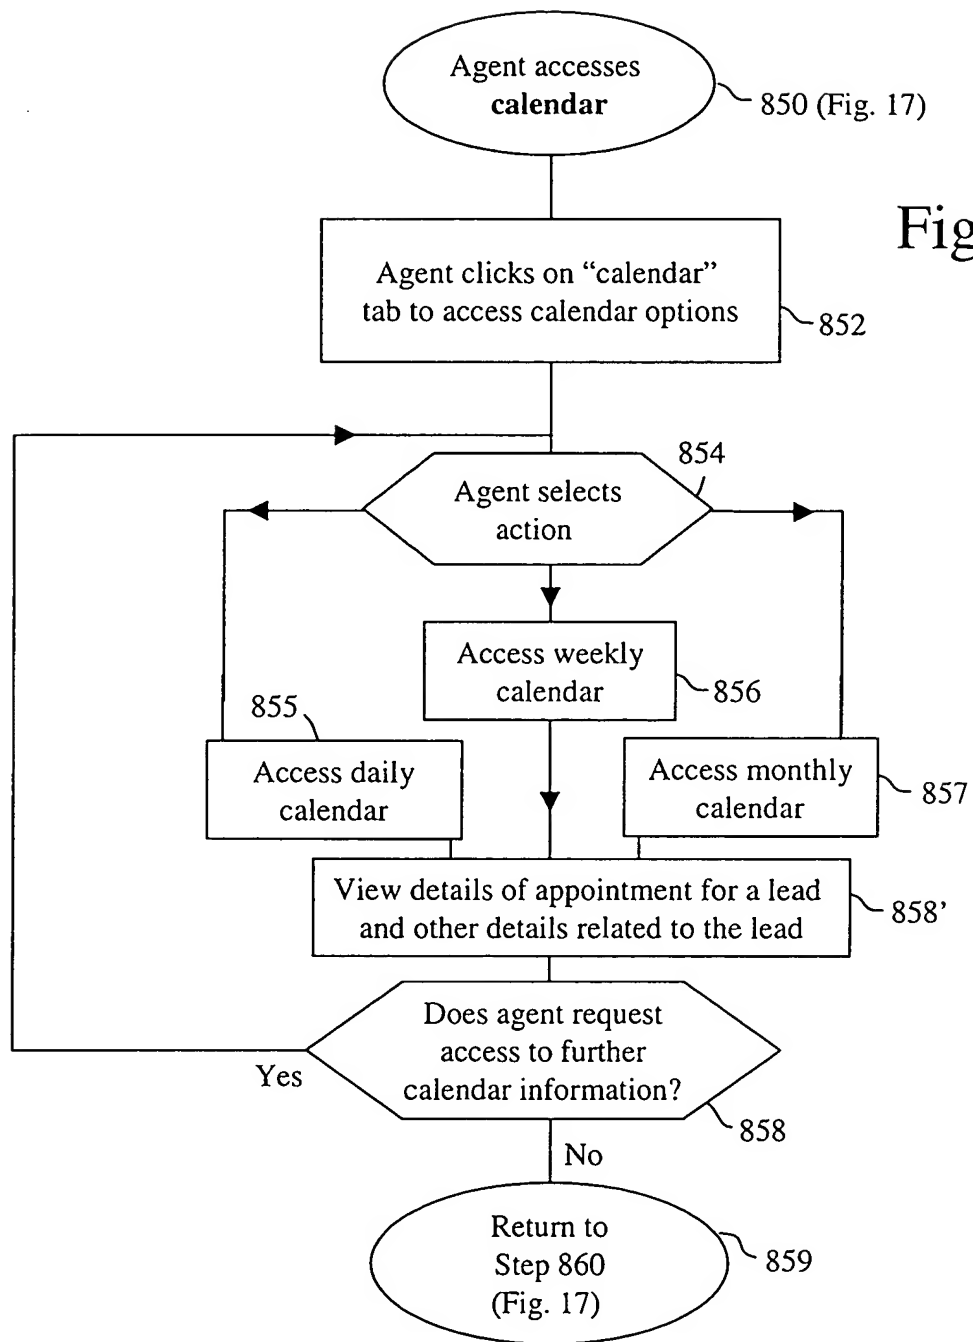 Agent accesses
calendar
850 (Fig. 17)
Fig
Agent clicks on “calendar”
tab to access calendar options
852
854
Agent selects
action
Access weekly
calendar
856
855
Access daily
calendar
Access monthly
calendar
857
View details of appointment for a lead
and other details related to the lead
858’
Does agent request
access to further
calendar information?
Yes
858
No
Return to
Step 860
(Fig. 17)
859